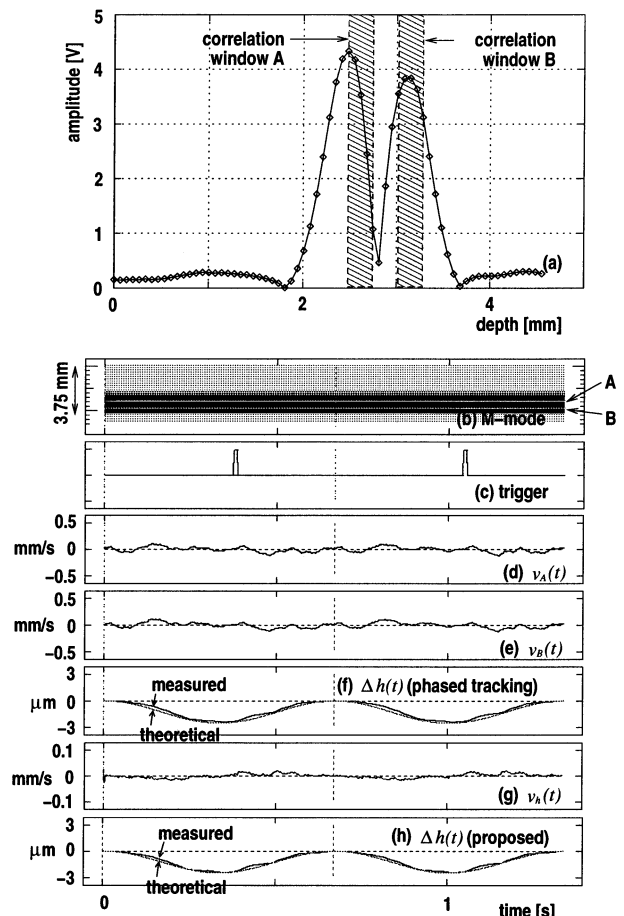 amplitude [V]
5
4
3
2
1
0
correlation window A
correlation window B
(a)
0
2
4
depth [mm]
3.75 mm
A
B
(b) M-mode
(c) trigger
0.5
mm/s 0
-0.5
(d) v_A(t)
0.5
mm/s 0
-0.5
(e) v_B(t)
3
μm 0
-3
measured
theoretical
(f) Δh(t) (phased tracking)
0.1
mm/s 0
-0.1
(g) v_h(t)
3
μm 0
-3
measured
theoretical
(h) Δh(t) (proposed)
0
1
time [s]